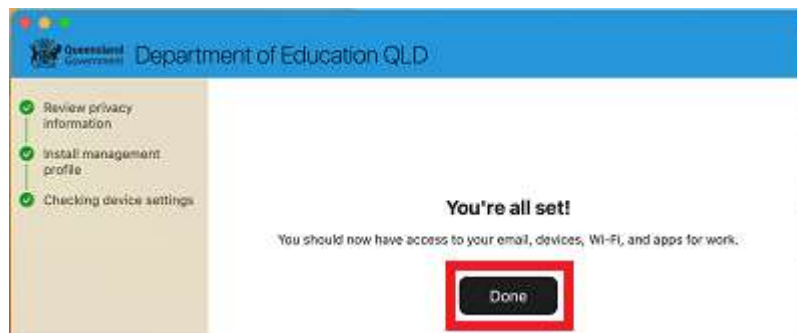 Queensland
Government
Department of Education QLD
Review privacy
information
Install management
profile
Checking device settings
You're all set!
You should now have access to your email, devices, Wi-Fi, and apps for work.
Done